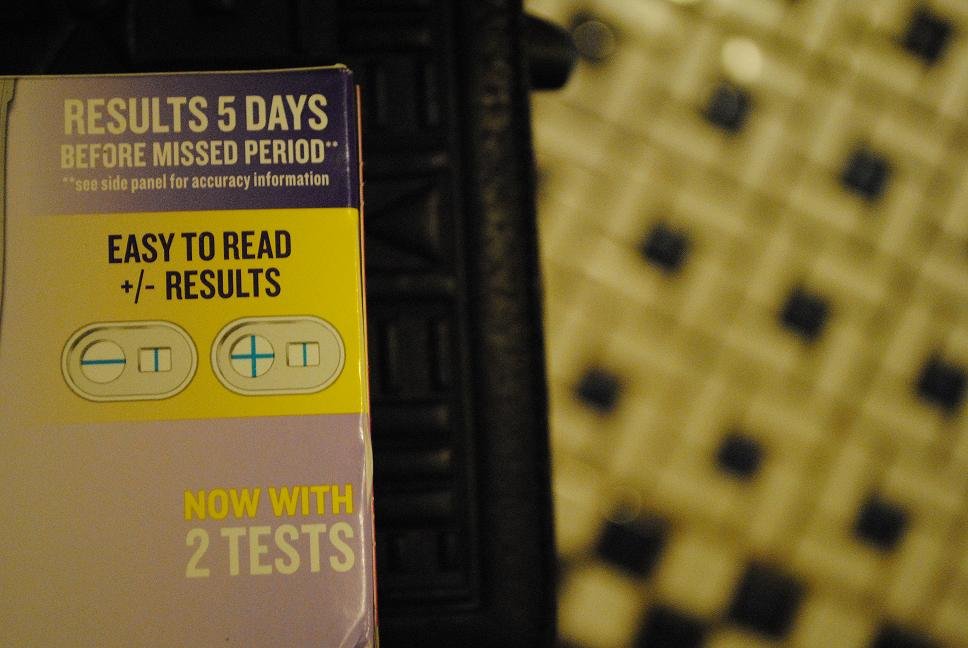 RESULTS 5 DAYS
BEFORE MISSED PERIOD**
**see side panel for accuracy information
EASY TO READ
+/- RESULTS
NOW WITH
2 TESTS